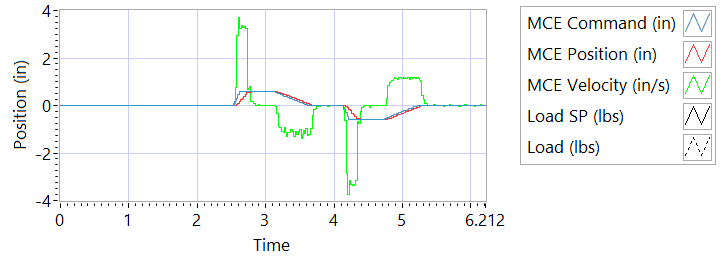 4
2
0
-2
-4
Position (in)
0 1 2 3 4 5 6.212
Time
MCE Command (in)
MCE Position (in)
MCE Velocity (in/s)
Load SP (lbs)
Load (lbs)